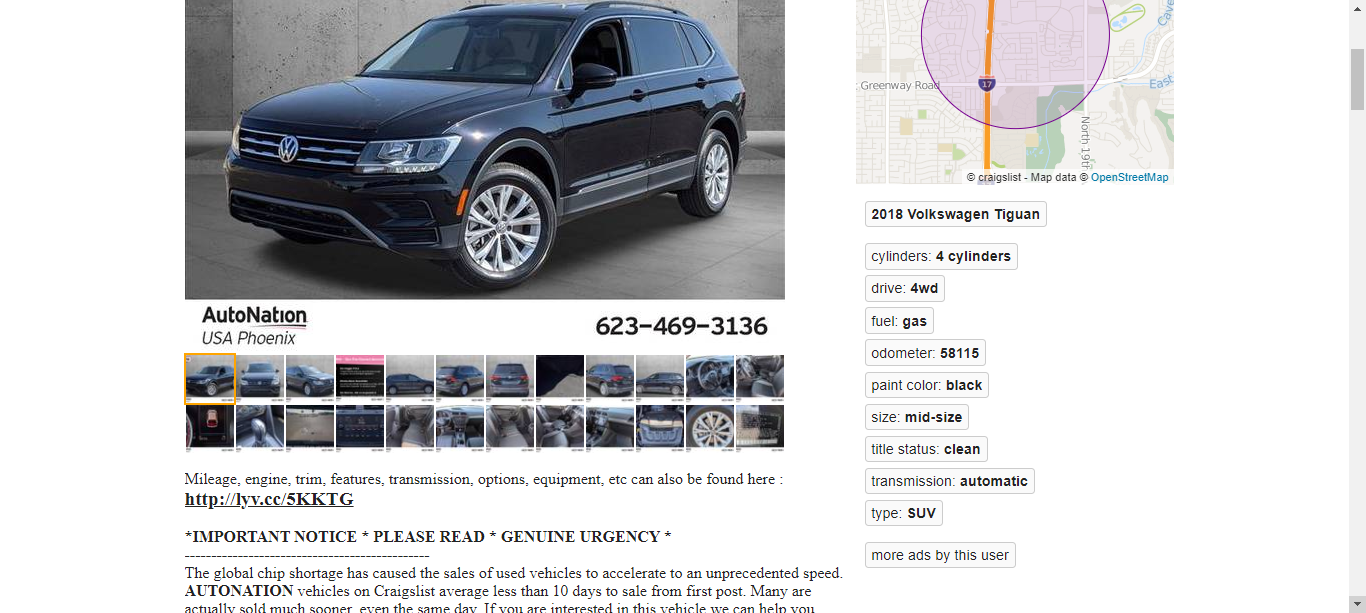 Greenway Road
17
Cave
East
North 19th
© craigslist - Map data © OpenStreetMap
AutoNation
USA Phoenix
623-469-3136
Mileage, engine, trim, features, transmission, options, equipment, etc can also be found here :
http://lyv.cc/5KKTG
*IMPORTANT NOTICE * PLEASE READ * GENUINE URGENCY *
----------------------------------------------
The global chip shortage has caused the sales of used vehicles to accelerate to an unprecedented speed.
AUTONATION vehicles on Craigslist average less than 10 days to sale from first post. Many are
actually sold much sooner, even the same day. If you are interested in this vehicle we can help you
2018 Volkswagen Tiguan
cylinders: 4 cylinders
drive: 4wd
fuel: gas
odometer: 58115
paint color: black
size: mid-size
title status: clean
transmission: automatic
type: SUV
more ads by this user